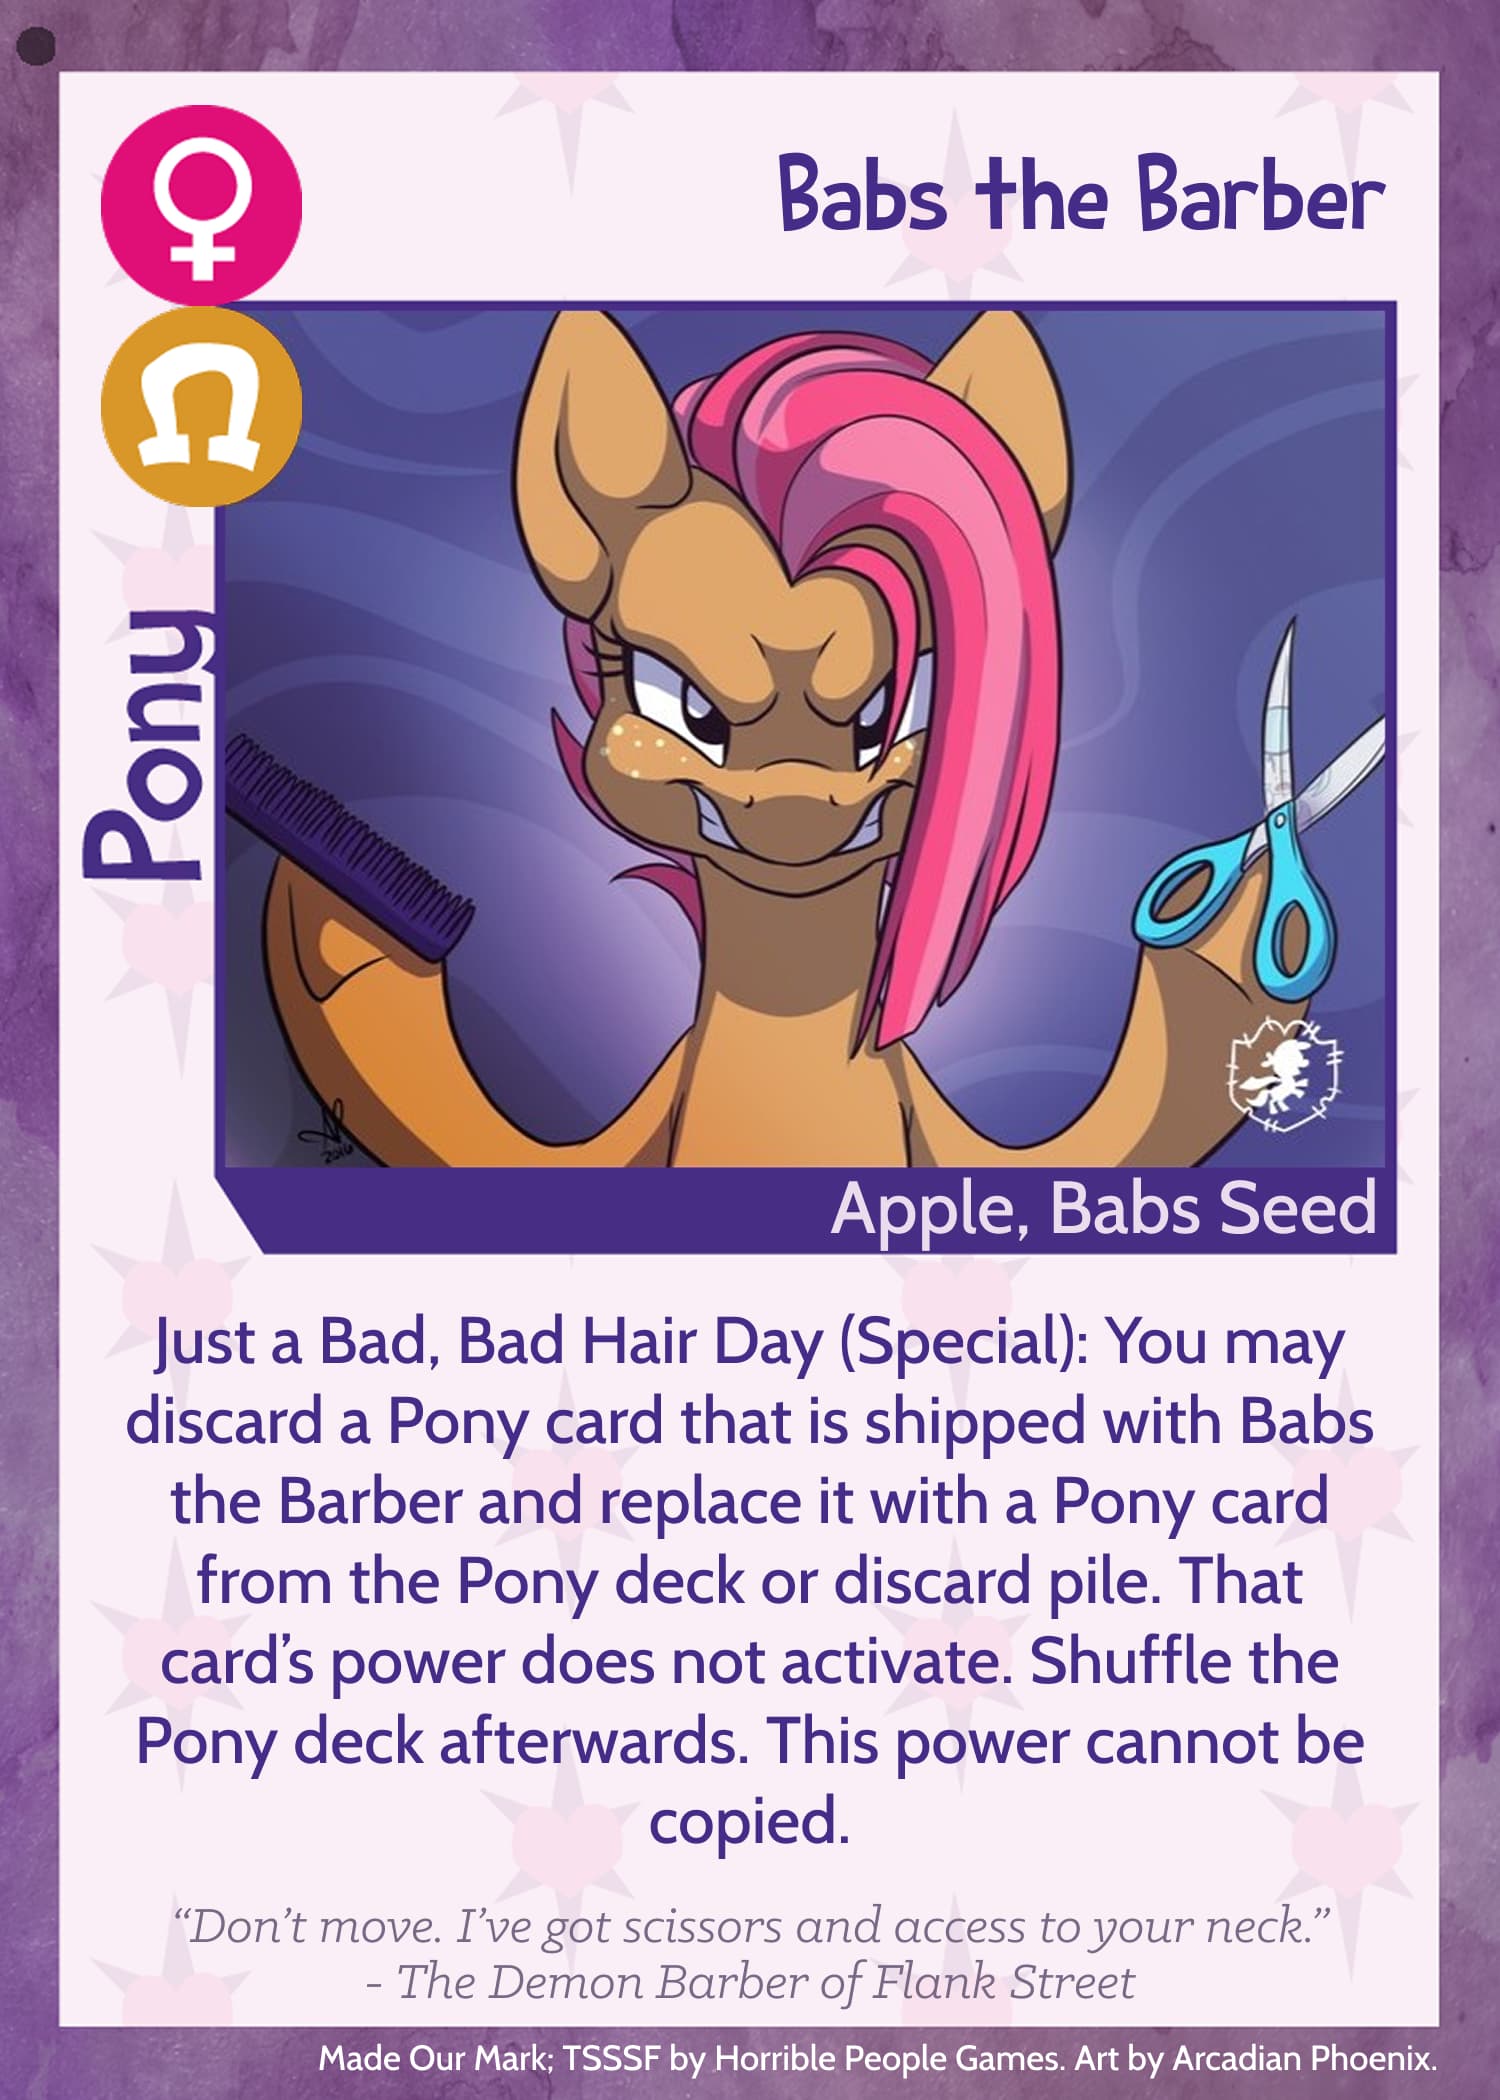 Babs the Barber
Pony
2016
Apple, Babs Seed
Just a Bad, Bad Hair Day (Special): You may
discard a Pony card that is shipped with Babs
the Barber and replace it with a Pony card
from the Pony deck or discard pile. That
card’s power does not activate. Shuffle the
Pony deck afterwards. This power cannot be
copied.
“Don’t move. I’ve got scissors and access to your neck.”
- The Demon Barber of Flank Street
Made Our Mark; TSSSF by Horrible People Games. Art by Arcadian Phoenix.